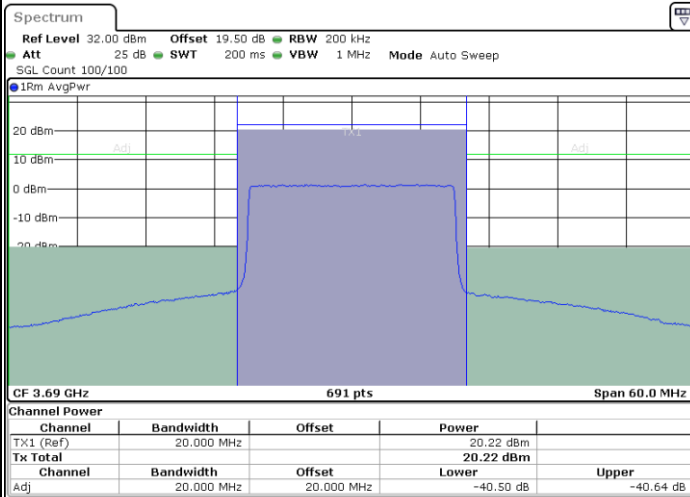 Spectrum
Ref Level 32.00 dBm Offset 19.50 dB RBW 200 kHz
Att 25 dB SWT 200 ms VBW 1 MHz Mode Auto Sweep
SGL Count 100/100
1Rm AvgPwr
20 dBm
TX1
Adj Adj
10 dBm
0 dBm
-10 dBm
-20 dBm
CF 3.69 GHz 691 pts Span 60.0 MHz
Channel Power
Channel Bandwidth Offset Power
TX1 (Ref) 20.000 MHz 20.22 dBm
Tx Total 20.22 dBm
Channel Bandwidth Offset Lower Upper
Adj 20.000 MHz 20.000 MHz -40.50 dB -40.64 dB